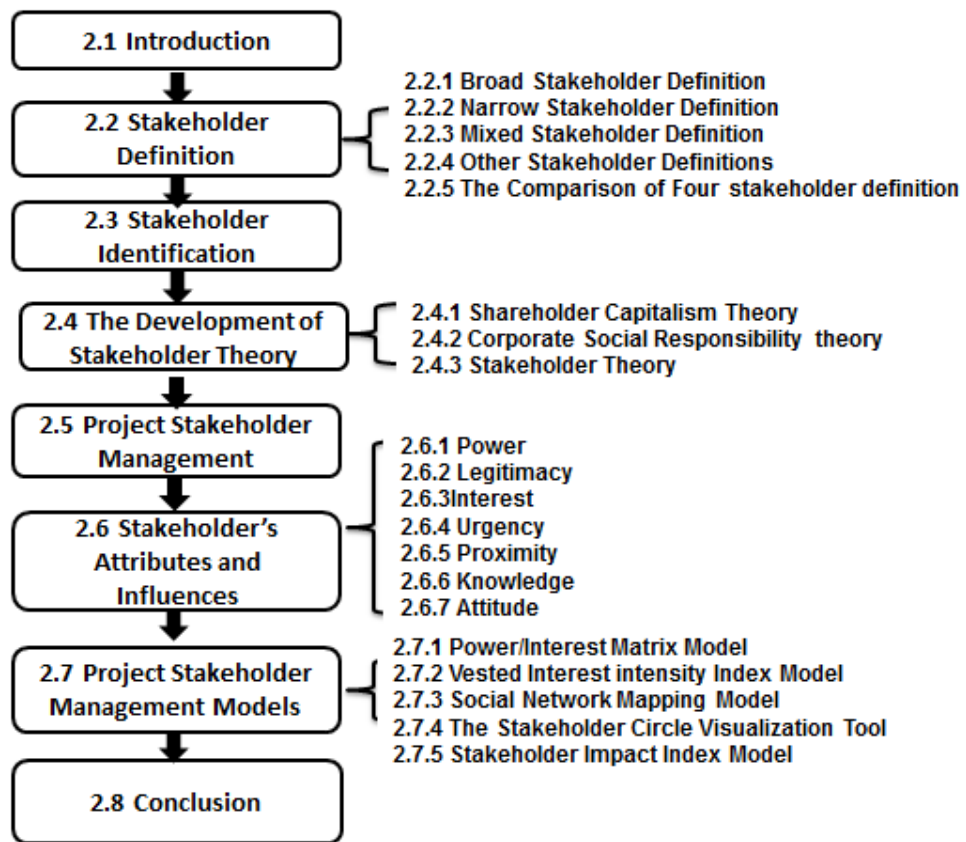 2.1 Introduction
2.2 Stakeholder
Definition
2.2.1 Broad Stakeholder Definition
2.2.2 Narrow Stakeholder Definition
2.2.3 Mixed Stakeholder Definition
2.2.4 Other Stakeholder Definitions
2.2.5 The Comparison of Four stakeholder definition
2.3 Stakeholder
Identification
2.4 The Development of
Stakeholder Theory
2.4.1 Shareholder Capitalism Theory
2.4.2 Corporate Social Responsibility theory
2.4.3 Stakeholder Theory
2.5 Project Stakeholder
Management
2.6 Stakeholder’s
Attributes and
Influences
2.6.1 Power
2.6.2 Legitimacy
2.6.3Interest
2.6.4 Urgency
2.6.5 Proximity
2.6.6 Knowledge
2.6.7 Attitude
2.7 Project Stakeholder
Management Models
2.7.1 Power/Interest Matrix Model
2.7.2 Vested Interest intensity Index Model
2.7.3 Social Network Mapping Model
2.7.4 The Stakeholder Circle Visualization Tool
2.7.5 Stakeholder Impact Index Model
2.8 Conclusion